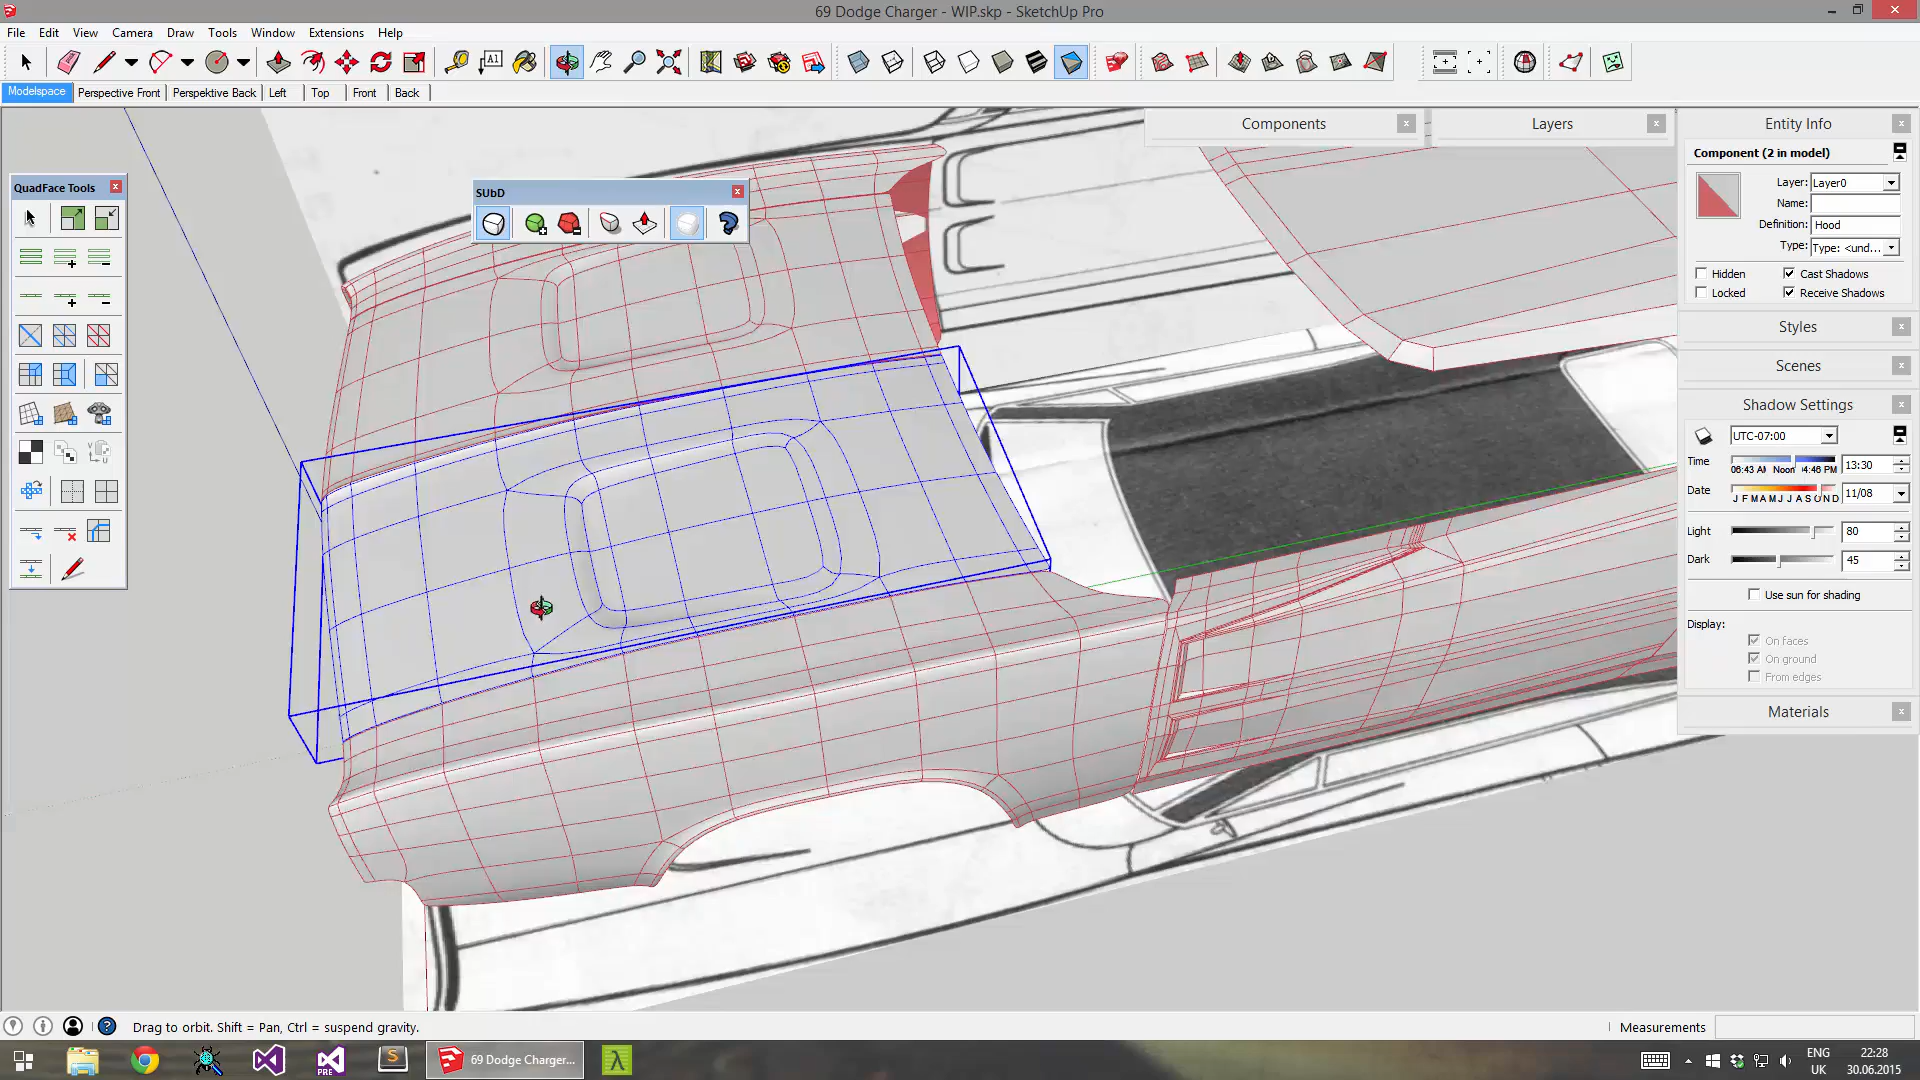 69 Dodge Charger - WIP.skp - SketchUp Pro
File Edit View Camera Draw Tools Window Extensions Help
A1
Modelspace Perspective Front Perspektive Back Left Top Front Back
Components
Layers
Entity Info
Component (2 in model)
Layer: Layer0
Name:
Definition: Hood
Type: Type: <und...
Hidden Cast Shadows
Locked Receive Shadows
Styles
Scenes
Shadow Settings
UTC-07:00
Time 06:43 AM Noon 4:46 PM 13:30
Date J F M A M J J A S O N D 11/08
Light 80
Dark 45
Use sun for shading
Display:
On faces
On ground
From edges
Materials
QuadFace Tools
SUbD
Drag to orbit. Shift = Pan, Ctrl = suspend gravity.
Measurements
PRE
69 Dodge Charger...
ENG
UK
22:28
30.06.2015